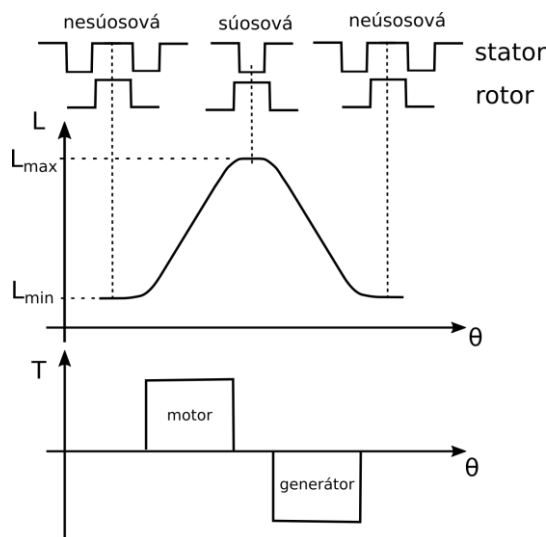 nesúosová súosová neúsosová
stator
rotor
L
Lmax
Lmin
θ
T
motor
θ
generátor